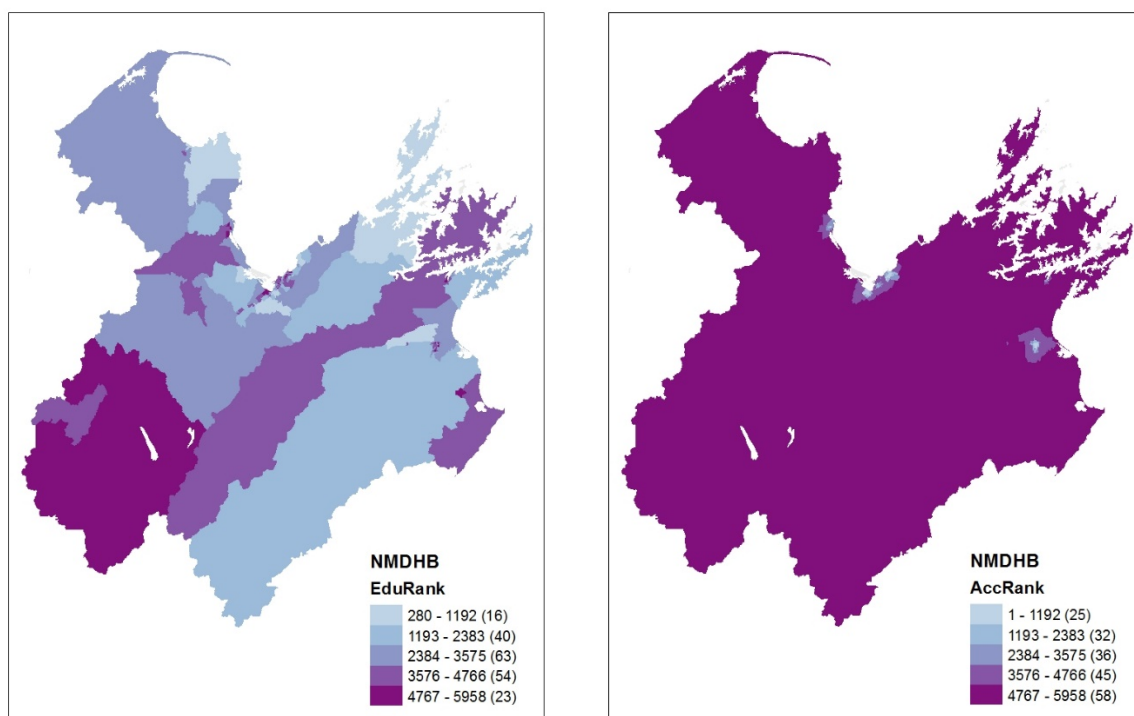 NMDHB
EduRank
280 - 1192 (16)
1193 - 2383 (40)
2384 - 3575 (63)
3576 - 4766 (54)
4767 - 5958 (23)
NMDHB
AccRank
1 - 1192 (25)
1193 - 2383 (32)
2384 - 3575 (36)
3576 - 4766 (45)
4767 - 5958 (58)